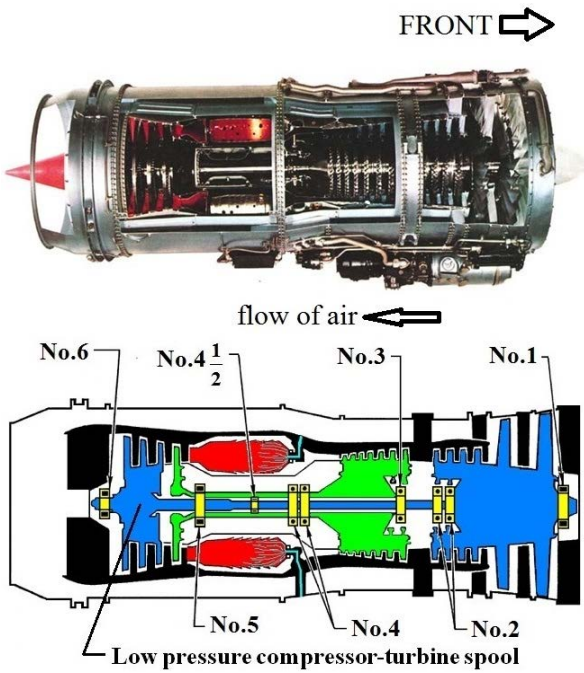 FRONT
flow of air
No.6
No.4 1/2
No.3
No.1
No.5
No.4
No.2
Low pressure compressor-turbine spool